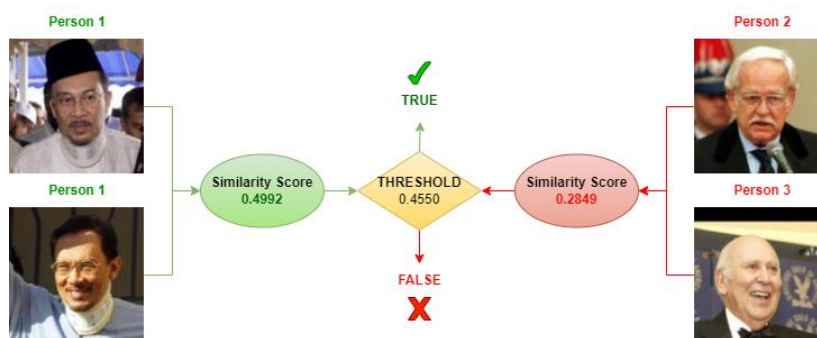 Person 1
Person 2
TRUE
Similarity Score
0.4992
THRESHOLD
0.4550
Similarity Score
0.2849
Person 1
Person 3
FALSE